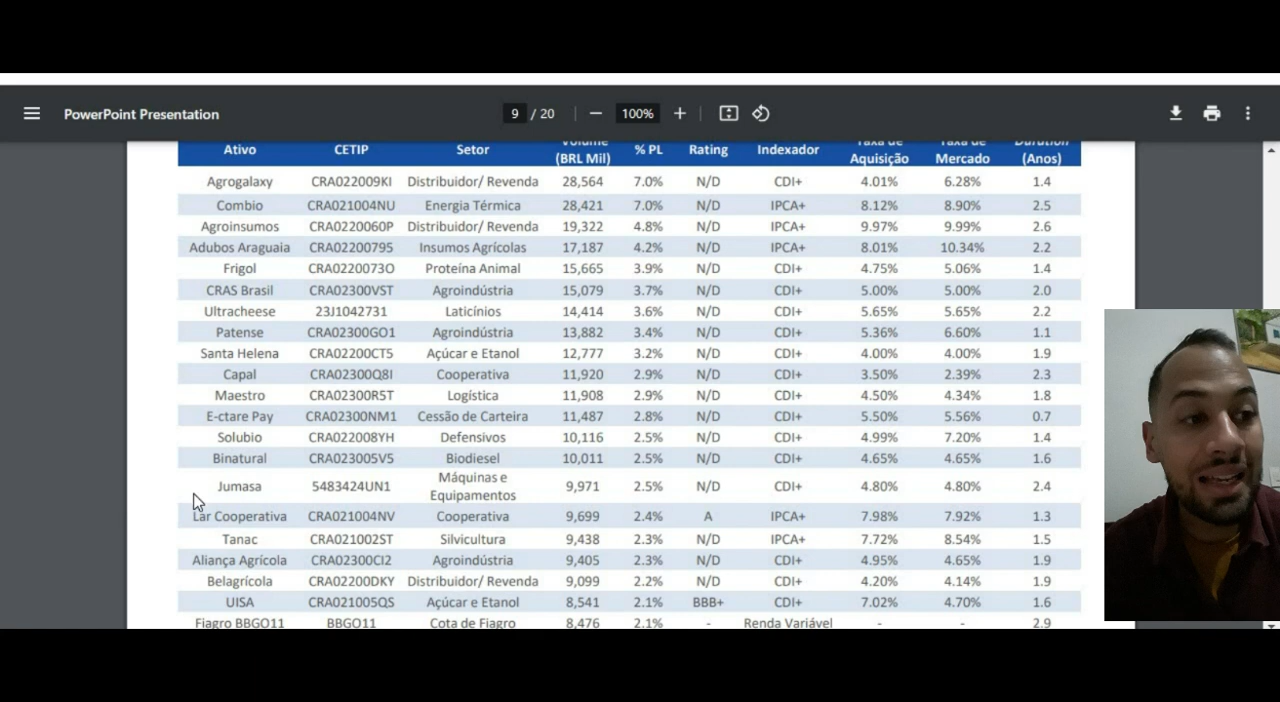 PowerPoint Presentation 9 / 20 100%
Volume Taxa de Taxa de Duration
Ativo CETIP Setor (BRL Mil) % PL Rating Indexador Aquisição Mercado (Anos)
Agrogalaxy CRA022009KI Distribuidor/ Revenda 28,564 7.0% N/D CDI+ 4.01% 6.28% 1.4
Combio CRA021004NU Energia Térmica 28,421 7.0% N/D IPCA+ 8.12% 8.90% 2.5
Agroinsumos CRA0220060P Distribuidor/ Revenda 19,322 4.8% N/D IPCA+ 9.97% 9.99% 2.6
Adubos Araguaia CRA02200795 Insumos Agrícolas 17,187 4.2% N/D IPCA+ 8.01% 10.34% 2.2
Frigol CRA0220073O Proteína Animal 15,665 3.9% N/D CDI+ 4.75% 5.06% 1.4
CRAS Brasil CRA02300VST Agroindústria 15,079 3.7% N/D CDI+ 5.00% 5.00% 2.0
Ultracheese 23J1042731 Laticínios 14,414 3.6% N/D CDI+ 5.65% 5.65% 2.2
Patense CRA02300GO1 Agroindústria 13,882 3.4% N/D CDI+ 5.36% 6.60% 1.1
Santa Helena CRA02200CT5 Açúcar e Etanol 12,777 3.2% N/D CDI+ 4.00% 4.00% 1.9
Capal CRA02300Q8I Cooperativa 11,920 2.9% N/D CDI+ 3.50% 2.39% 2.3
Maestro CRA02300R5T Logística 11,908 2.9% N/D CDI+ 4.50% 4.34% 1.8
E-ctare Pay CRA02300NM1 Cessão de Carteira 11,487 2.8% N/D CDI+ 5.50% 5.56% 0.7
Solubio CRA022008YH Defensivos 10,116 2.5% N/D CDI+ 4.99% 7.20% 1.4
Binatural CRA023005V5 Biodiesel 10,011 2.5% N/D CDI+ 4.65% 4.65% 1.6
Jumasa 5483424UN1 Máquinas e Equipamentos 9,971 2.5% N/D CDI+ 4.80% 4.80% 2.4
Lar Cooperativa CRA021004NV Cooperativa 9,699 2.4% A IPCA+ 7.98% 7.92% 1.3
Tanac CRA021002ST Silvicultura 9,438 2.3% N/D IPCA+ 7.72% 8.54% 1.5
Aliança Agrícola CRA02300CI2 Agroindústria 9,405 2.3% N/D CDI+ 4.95% 4.65% 1.9
Belagrícola CRA02200DKY Distribuidor/ Revenda 9,099 2.2% N/D CDI+ 4.20% 4.14% 1.9
UISA CRA021005QS Açúcar e Etanol 8,541 2.1% BBB+ CDI+ 7.02% 4.70% 1.6
Fiagro BBGO11 BBGO11 Cota de Fiagro 8,476 2.1% - Renda Variável - - 2.9